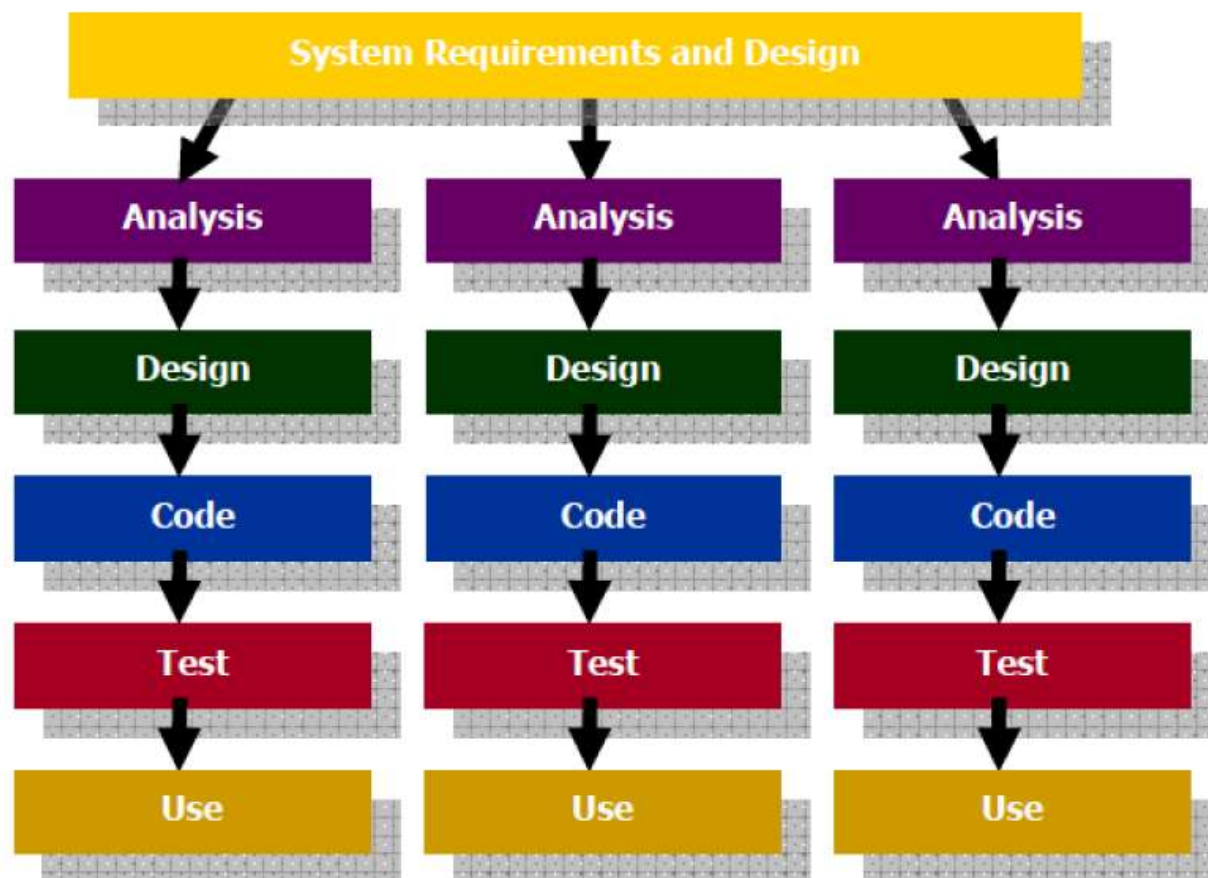 System Requirements and Design
Analysis
Analysis
Analysis
Design
Design
Design
Code
Code
Code
Test
Test
Test
Use
Use
Use